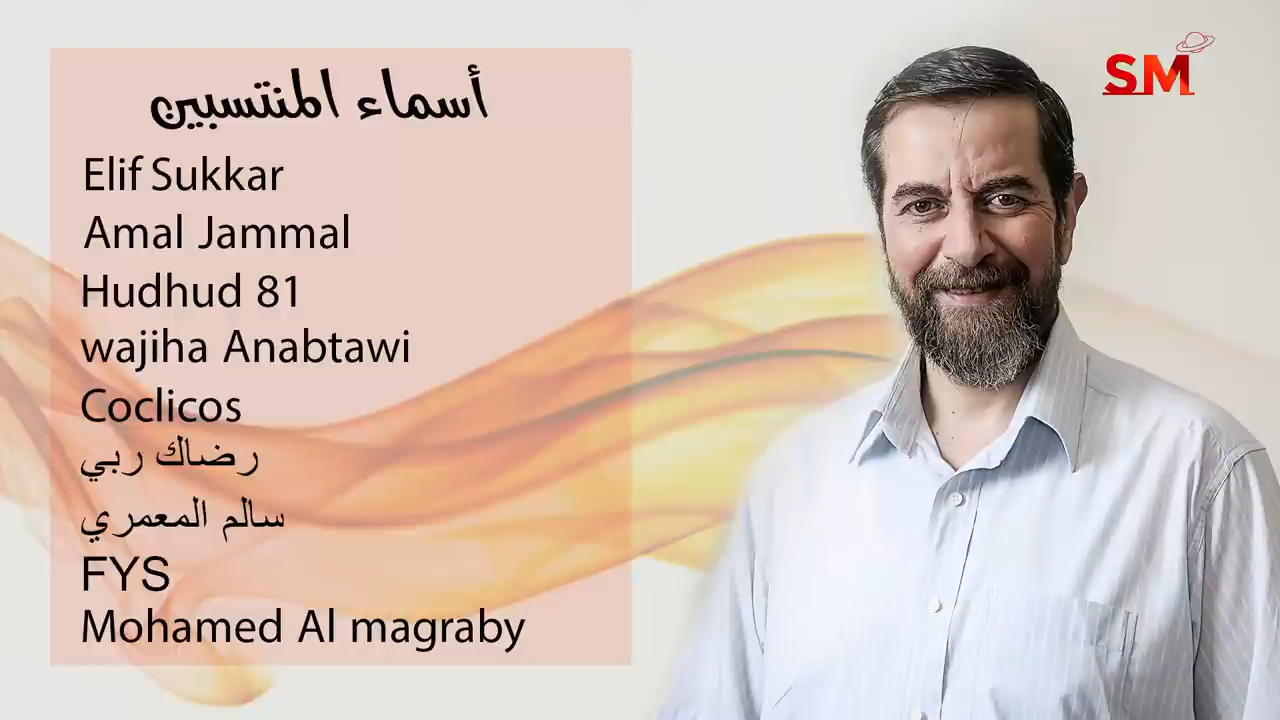 أسماء المنتسبين
Elif Sukkar
Amal Jammal
Hudhud 81
wajiha Anabtawi
Coclicos
رضاك ربي
سالم المعمري
FYS
Mohamed Al magraby
SM